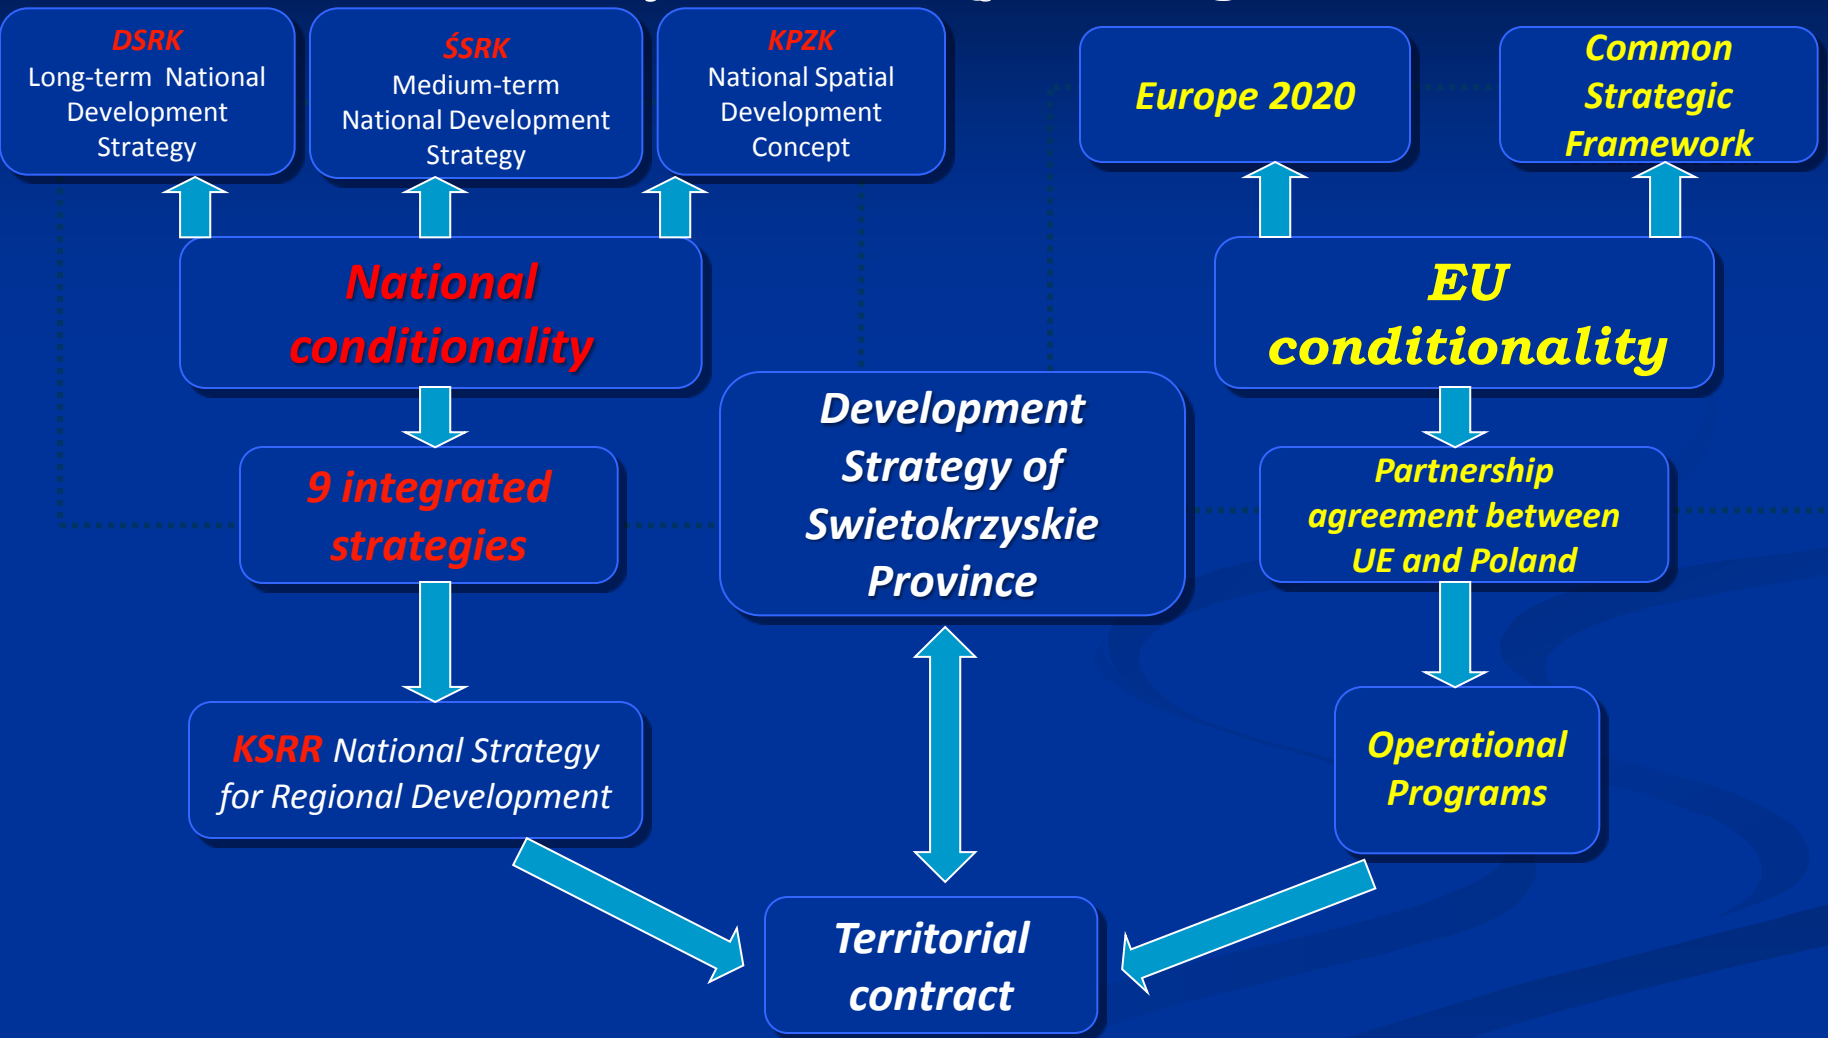 DSRK
Long-term National
Development
Strategy
ŚSRK
Medium-term
National Development
Strategy
KPZK
National Spatial
Development
Concept
Europe 2020
Common
Strategic
Framework
National
conditionality
EU
conditionality
9 integrated
strategies
Development
Strategy of
Swietokrzyskie
Province
Partnership
agreement between
UE and Poland
KSRR National Strategy
for Regional Development
Operational
Programs
Territorial
contract